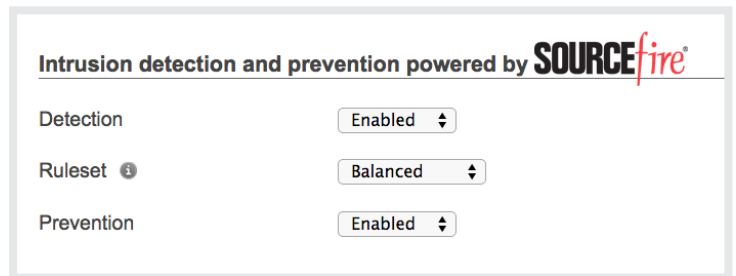 Intrusion detection and prevention powered by SOURCEfire®
Detection Enabled
Ruleset i Balanced
Prevention Enabled